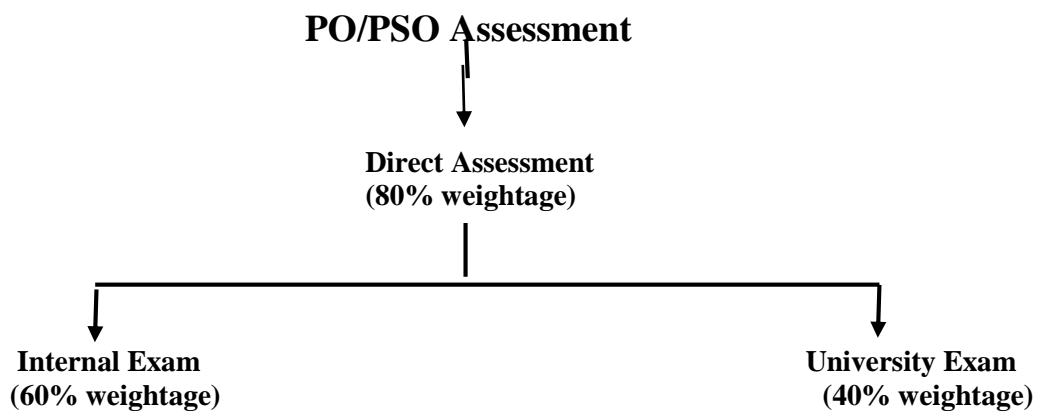 PO/PSO Assessment
Direct Assessment
(80% weightage)
Internal Exam
(60% weightage)
University Exam
(40% weightage)